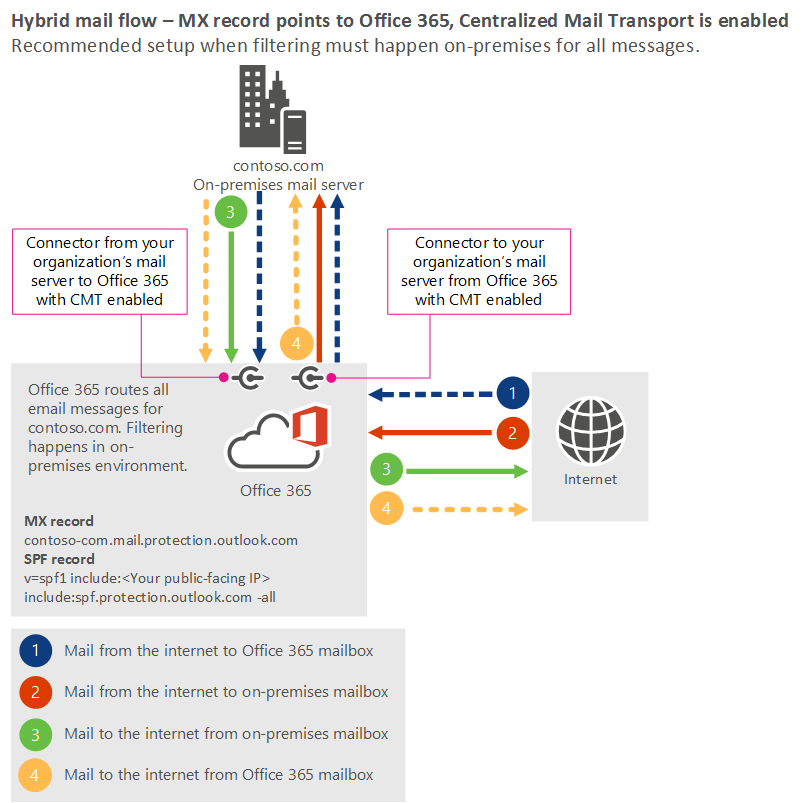 Hybrid mail flow – MX record points to Office 365, Centralized Mail Transport is enabled
Recommended setup when filtering must happen on-premises for all messages.
contoso.com
On-premises mail server
3
Connector from your
organization's mail
server to Office 365
with CMT enabled
Connector to your
organization's mail
server from Office 365
with CMT enabled
4
Office 365 routes all
email messages for
contoso.com. Filtering
happens in on-
premises environment.
Office 365
MX record
contoso-com.mail.protection.outlook.com
SPF record
v=spf1 include:<Your public-facing IP>
include:spf.protection.outlook.com -all
1
2
3
4
Internet
1 Mail from the internet to Office 365 mailbox
2 Mail from the internet to on-premises mailbox
3 Mail to the internet from on-premises mailbox
4 Mail to the internet from Office 365 mailbox